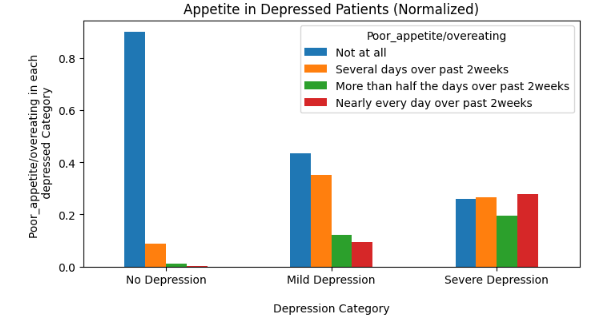 Appetite in Depressed Patients (Normalized)
Poor_appetite/overeating in each
depressed Category
0.8
0.6
0.4
0.2
0.0
Poor_appetite/overeating
Not at all
Several days over past 2weeks
More than half the days over past 2weeks
Nearly every day over past 2weeks
No Depression
Mild Depression
Severe Depression
Depression Category